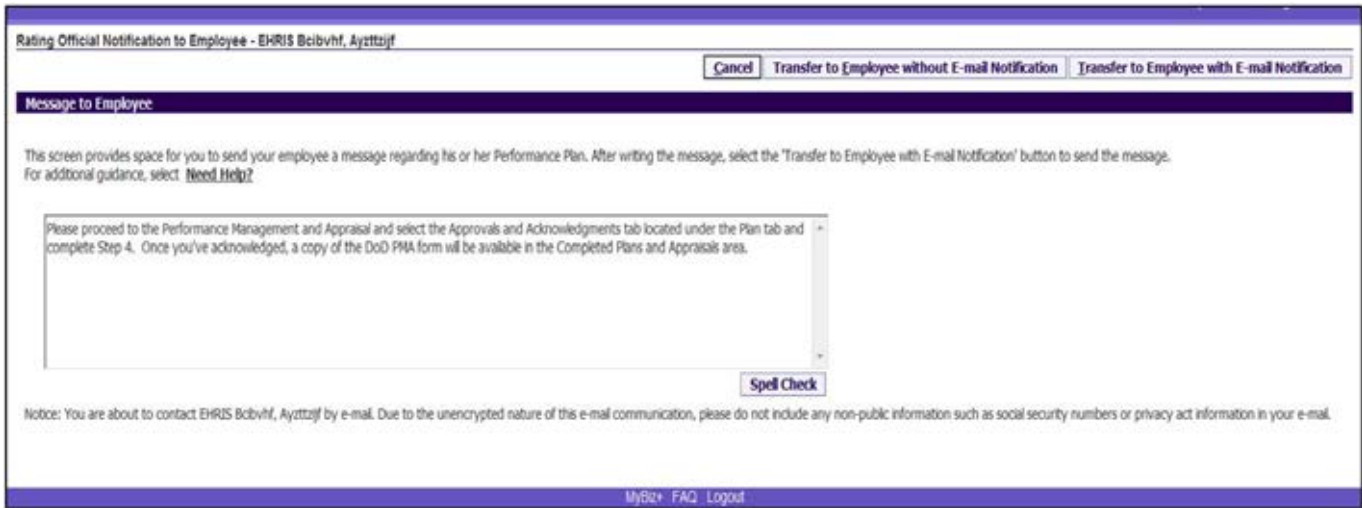 Rating Official Notification to Employee - EHRIS Bcibvhf, Ayzttzijf
Cancel Transfer to Employee without E-mail Notification Transfer to Employee with E-mail Notification
Message to Employee
This screen provides space for you to send your employee a message regarding his or her Performance Plan. After writing the message, select the 'Transfer to Employee with E-mail Notification' button to send the message.
For additional guidance, select Need Help?
Please proceed to the Performance Management and Appraisal and select the Approvals and Acknowledgments tab located under the Plan tab and
complete Step 4. Once you've acknowledged, a copy of the DoD PMA form will be available in the Completed Plans and Appraisals area.
Spell Check
Notice: You are about to contact EHRIS Bcibvhf, Ayzttzijf by e-mail. Due to the unencrypted nature of this e-mail communication, please do not include any non-public information such as social security numbers or privacy act information in your e-mail.
MyBiz+ FAQ Logout